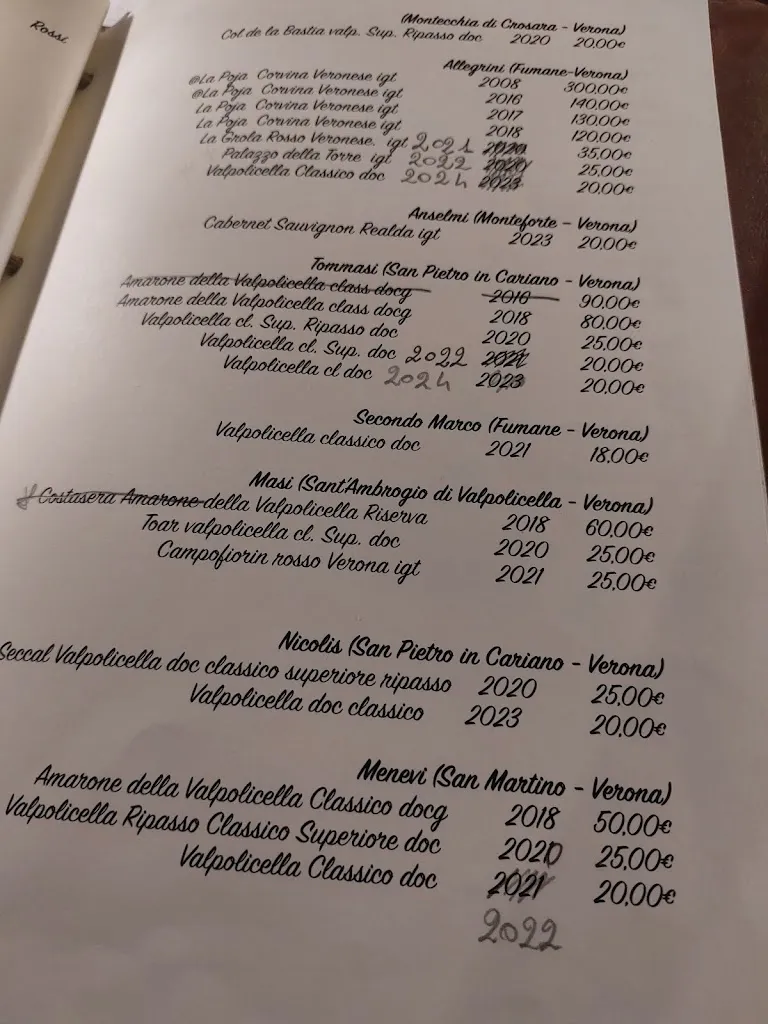 Rossi
(Montecchia di Crosara - Verona)
Col de la Bastia valp. Sup. Ripasso doc 2020 20,00€
Allegrini (Fumane-Verona)
@La Poja Corvina Veronese igt 2008 300,00€
@La Poja Corvina Veronese igt 2016 140,00€
La Poja Corvina Veronese igt 2017 130,00€
La Poja Corvina Veronese igt 2018 120,00€
La Grola Rosso Veronese. igt 2021 2020 35,00€
Palazzo della Torre igt 2022 2020 25,00€
Valpolicella Classico doc 2024 2023 20,00€
Anselmi (Monteforte - Verona)
Cabernet Sauvignon Realda igt 2023 20,00€
Tommasi (San Pietro in Cariano - Verona)
Amarone della Valpolicella class docg 2016 90,00€
Amarone della Valpolicella class docg 2018 80,00€
Valpolicella cl. Sup. Ripasso doc 2020 25,00€
Valpolicella cl. Sup. doc 2022 2021 20,00€
Valpolicella cl doc 2024 2023 20,00€
Secondo Marco (Fumane - Verona)
Valpolicella classico doc 2021 18,00€
Masi (Sant'Ambrogio di Valpolicella - Verona)
Costasera Amarone della Valpolicella Riserva 2018 60,00€
Toar valpolicella cl. Sup. doc 2020 25,00€
Campofiorin rosso Verona igt 2021 25,00€
Nicolis (San Pietro in Cariano - Verona)
Seccal Valpolicella doc classico superiore ripasso 2020 25,00€
Valpolicella doc classico 2023 20,00€
Menevi (San Martino - Verona)
Amarone della Valpolicella Classico docg 2018 50,00€
Valpolicella Ripasso Classico Superiore doc 2020 25,00€
Valpolicella Classico doc 2021 20,00€
2022